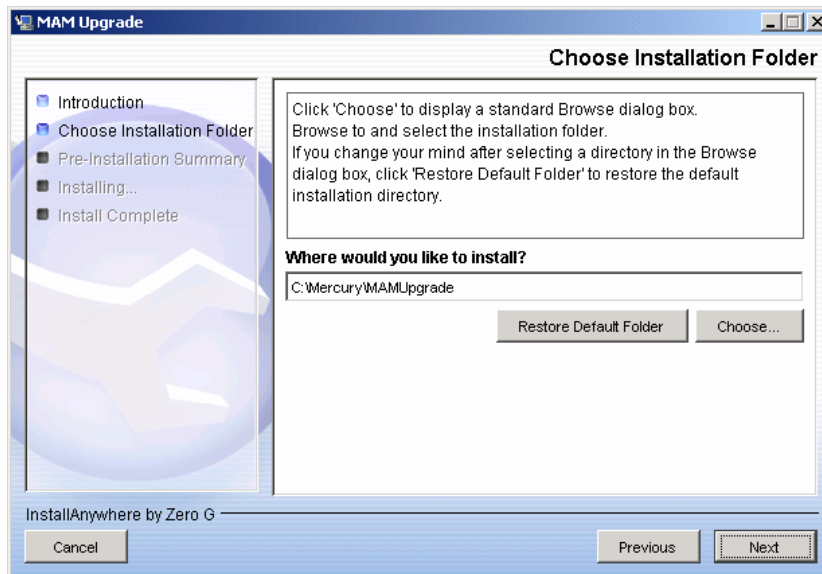 MAM Upgrade
Choose Installation Folder
Introduction
Choose Installation Folder
Pre-Installation Summary
Installing...
Install Complete
Click 'Choose' to display a standard Browse dialog box.
Browse to and select the installation folder.
If you change your mind after selecting a directory in the Browse
dialog box, click 'Restore Default Folder' to restore the default
installation directory.
Where would you like to install?
C:\Mercury\MAMUpgrade
Restore Default Folder
Choose...
InstallAnywhere by Zero G
Cancel
Previous
Next